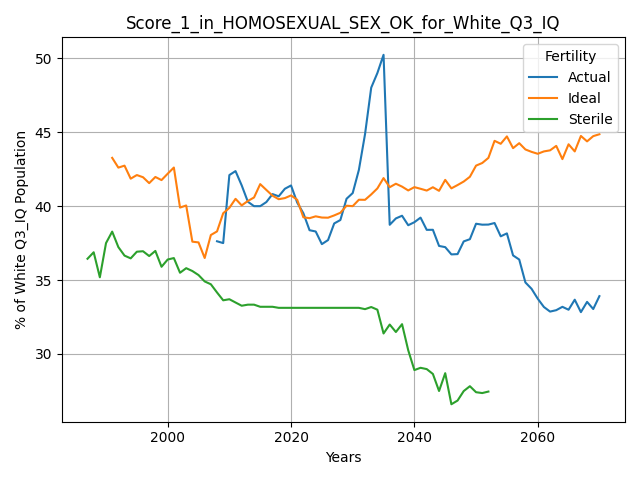 Score_1_in_HOMOSEXUAL_SEX_OK_for_White_Q3_IQ
Fertility
Actual
Ideal
Sterile
50
45
40
35
30
% of White Q3_IQ Population
2000
2020
2040
2060
Years